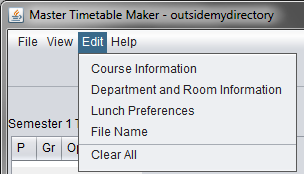 Master Timetable Maker - outsidemydirectory
File View Edit Help
Course Information
Department and Room Information
Lunch Preferences
File Name
Clear All
Semester 1 T
P Gr Op